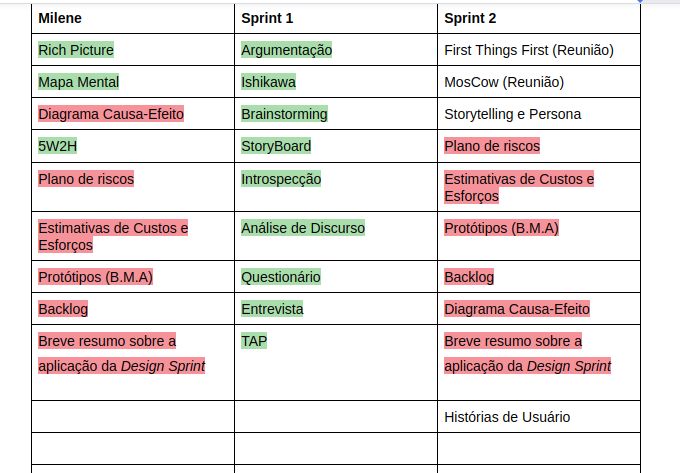 Milene Sprint 1 Sprint 2
Rich Picture Argumentação First Things First (Reunião)
Mapa Mental Ishikawa MosCow (Reunião)
Diagrama Causa-Efeito Brainstorming Storytelling e Persona
5W2H StoryBoard Plano de riscos
Plano de riscos Introspecção Estimativas de Custos e
Esforços
Estimativas de Custos e Análise de Discurso Protótipos (B.M.A)
Esforços
Protótipos (B.M.A) Questionário Backlog
Backlog Entrevista Diagrama Causa-Efeito
Breve resumo sobre a TAP Breve resumo sobre a
aplicação da Design Sprint aplicação da Design Sprint
Histórias de Usuário